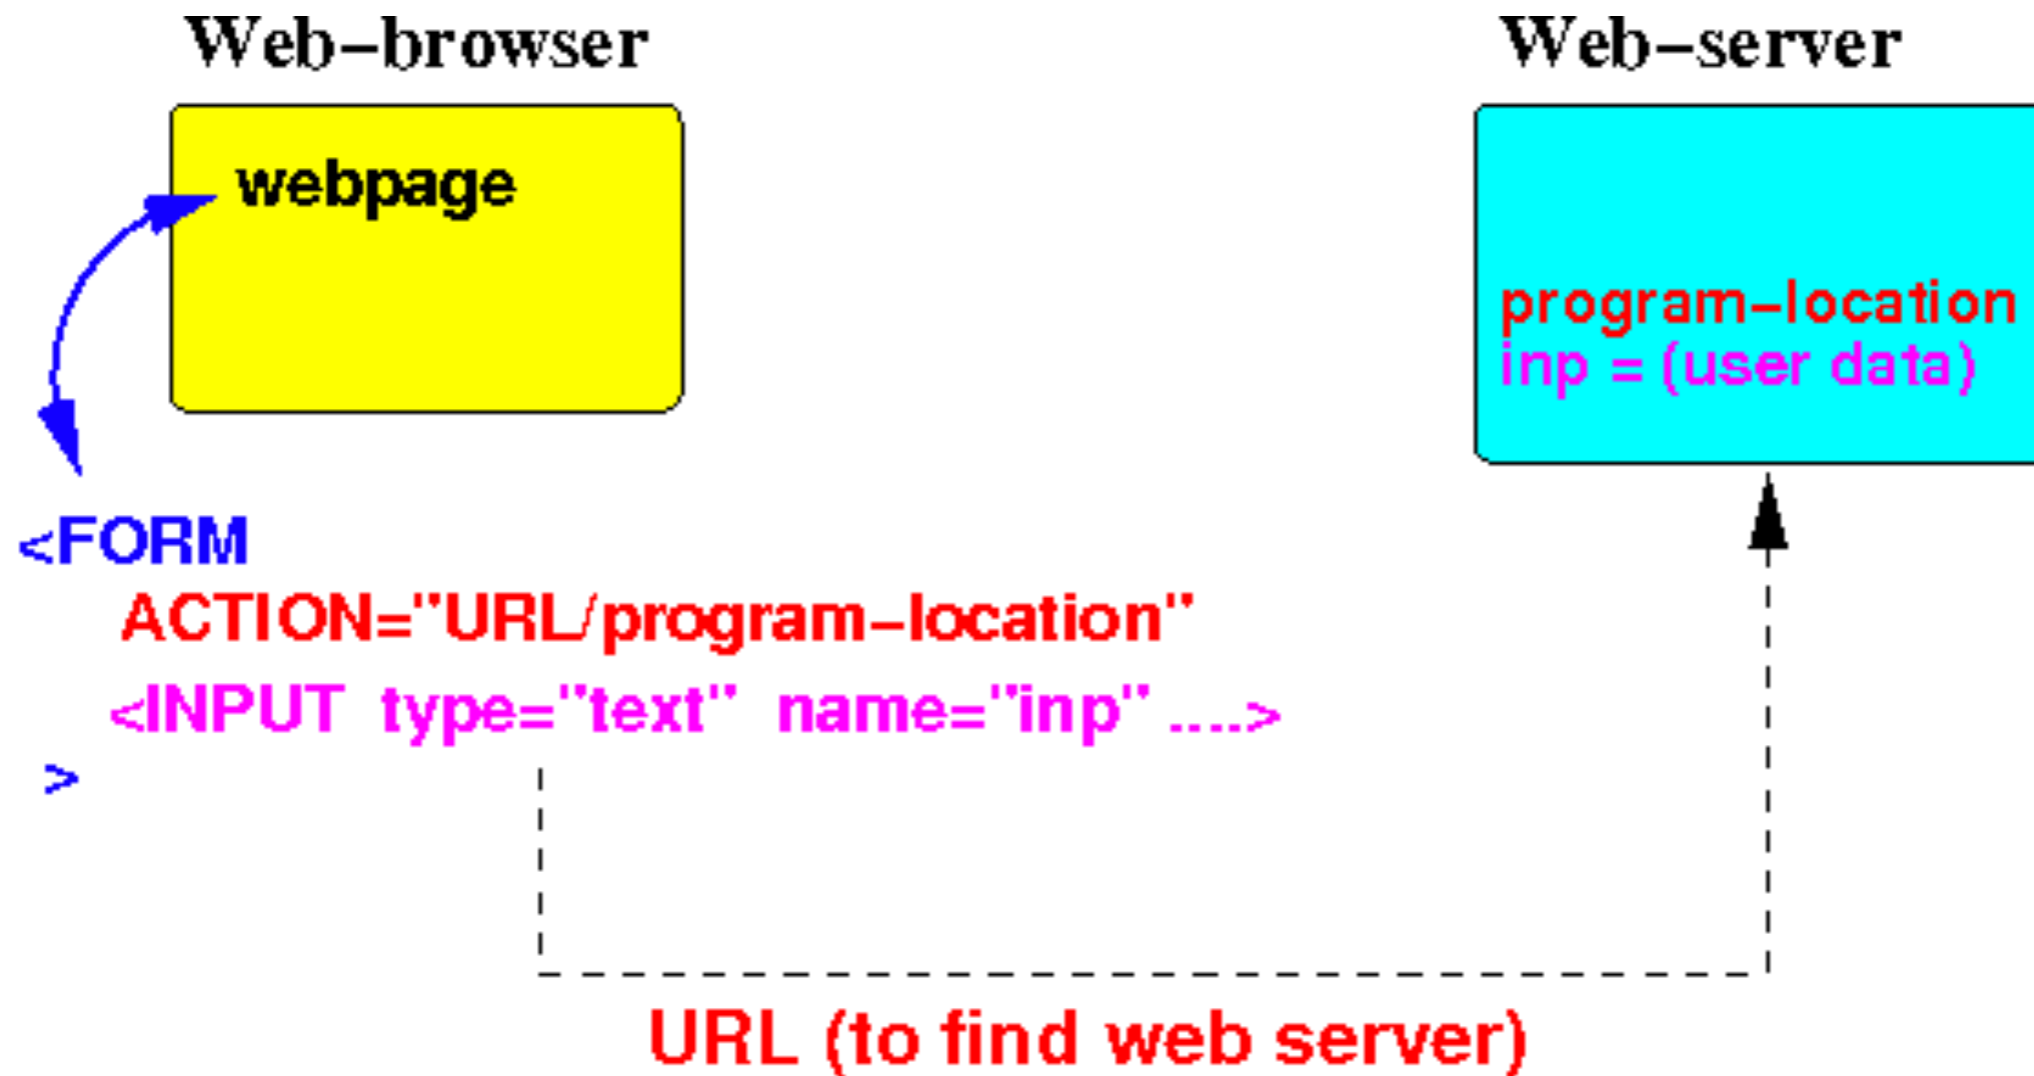 Web-browser
Web-server
webpage
program-location
inp = (user data)
<FORM
ACTION="URL/program-location"
<INPUT type="text" name="inp" ....>
>
URL (to find web server)